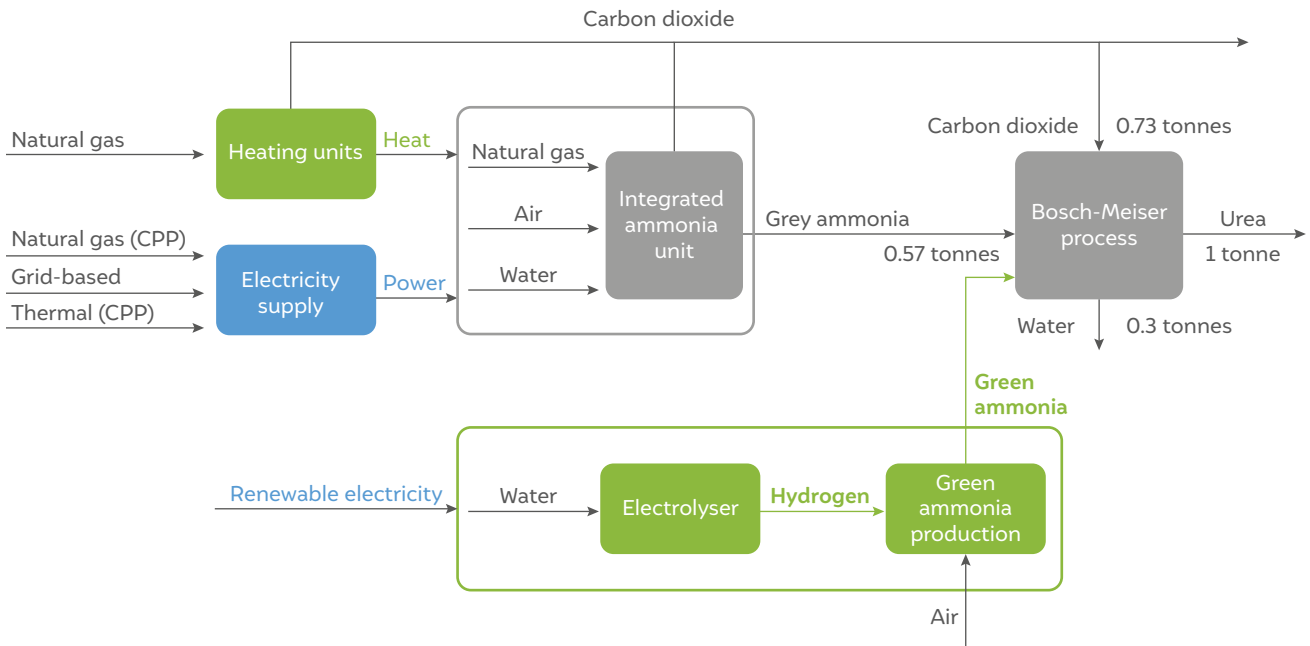 Carbon dioxide
Natural gas
Heating units
Heat
Natural gas (CPP)
Grid-based
Thermal (CPP)
Electricity
supply
Power
Natural gas
Air
Water
Integrated
ammonia
unit
Grey ammonia
0.57 tonnes
Carbon dioxide
0.73 tonnes
Bosch-Meiser
process
Urea
1 tonne
Water
0.3 tonnes
Green
ammonia
Renewable electricity
Water
Electrolyser
Hydrogen
Green
ammonia
production
Air